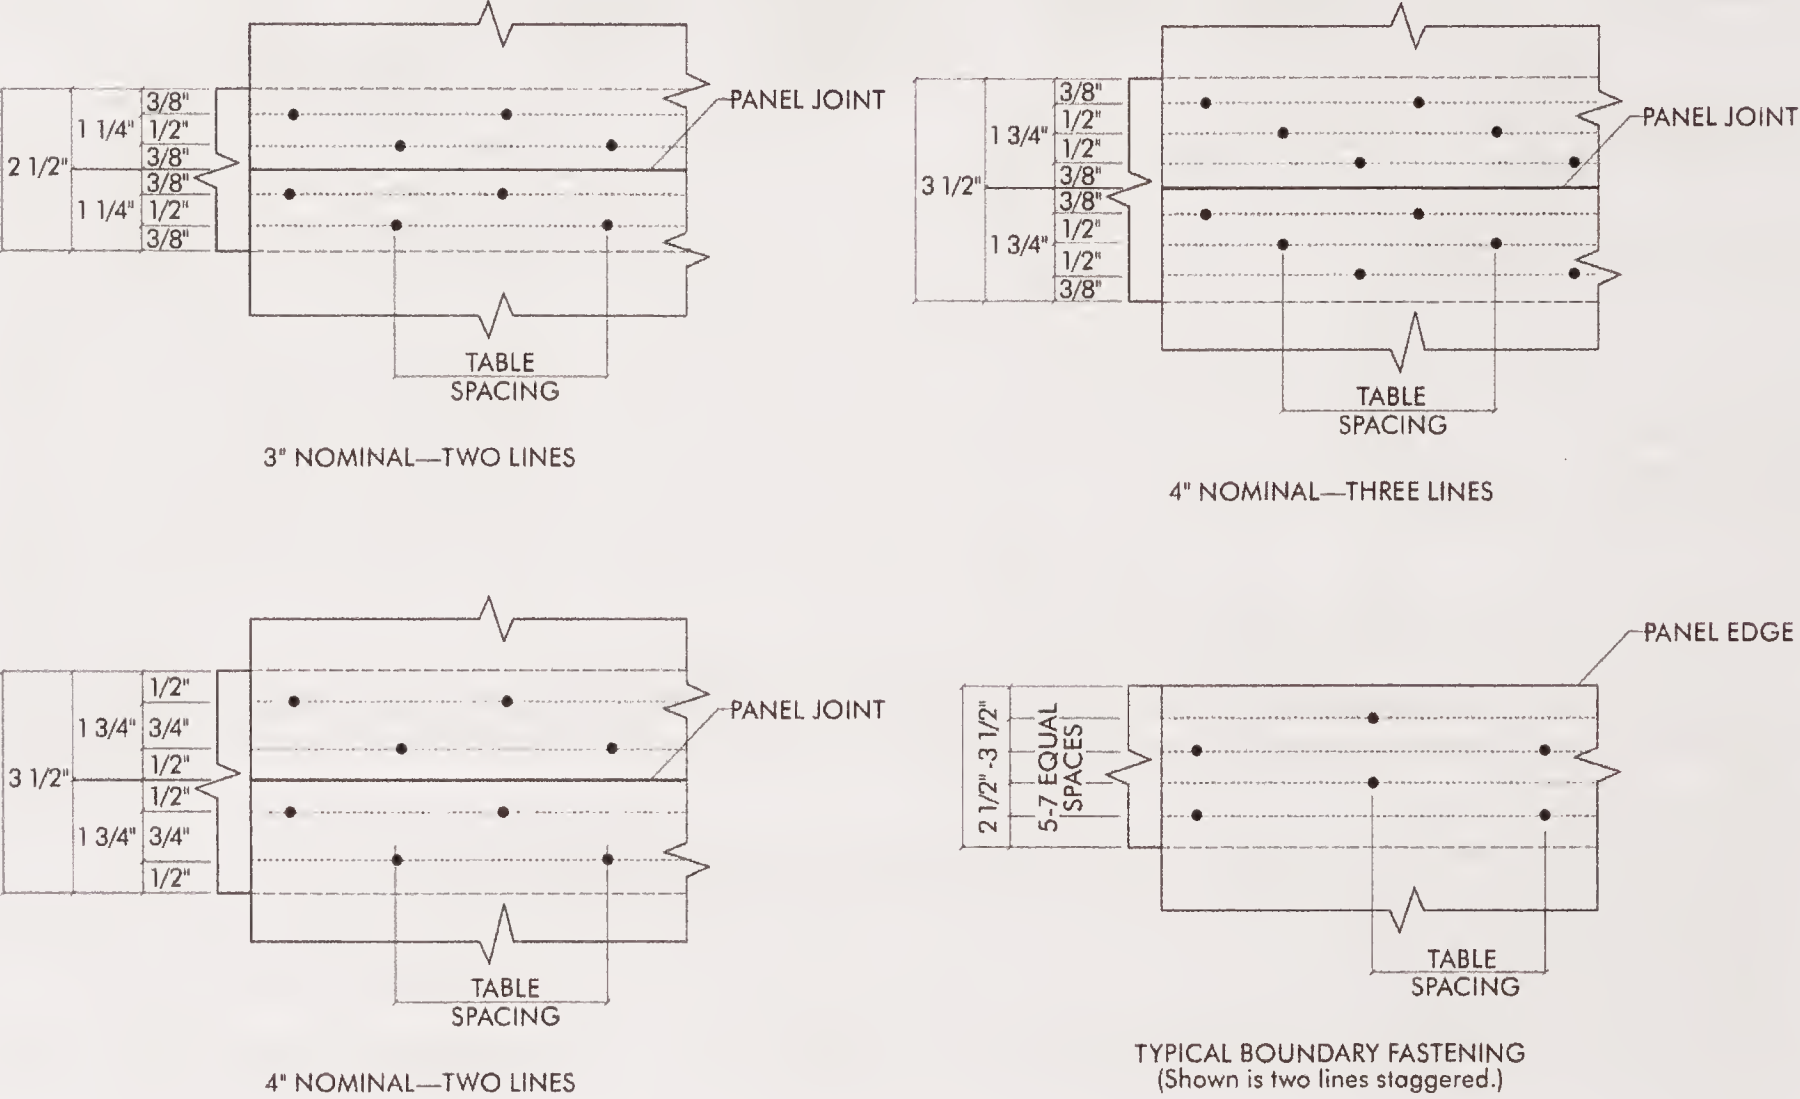 3/8"
1/2"
3/8"
3/8"
1/2"
3/8"
1 1/4"
1 1/4"
2 1/2"
PANEL JOINT
TABLE
SPACING
3" NOMINAL—TWO LINES
3/8"
1/2"
1/2"
3/8"
3/8"
1/2"
1/2"
3/8"
1 3/4"
1 3/4"
3 1/2"
PANEL JOINT
TABLE
SPACING
4" NOMINAL—THREE LINES
1/2"
3/4"
1/2"
1/2"
3/4"
1/2"
1 3/4"
1 3/4"
3 1/2"
PANEL JOINT
TABLE
SPACING
4" NOMINAL—TWO LINES
PANEL EDGE
2 1/2" -3 1/2"
5-7 EQUAL
SPACES
TABLE
SPACING
TYPICAL BOUNDARY FASTENING
(Shown is two lines staggered.)